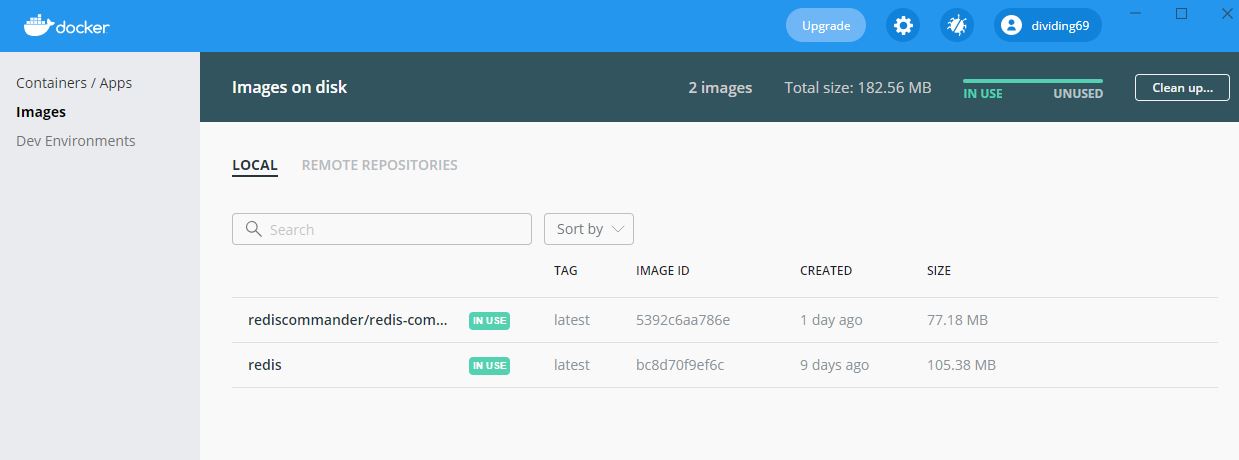 docker
Upgrade
dividing69
Containers / Apps
Images
Dev Environments
Images on disk
2 images
Total size: 182.56 MB
IN USE
UNUSED
Clean up...
LOCAL
REMOTE REPOSITORIES
Search
Sort by
TAG
IMAGE ID
CREATED
SIZE
rediscommander/redis-com... IN USE latest 5392c6aa786e 1 day ago 77.18 MB
redis IN USE latest bc8d70f9ef6c 9 days ago 105.38 MB